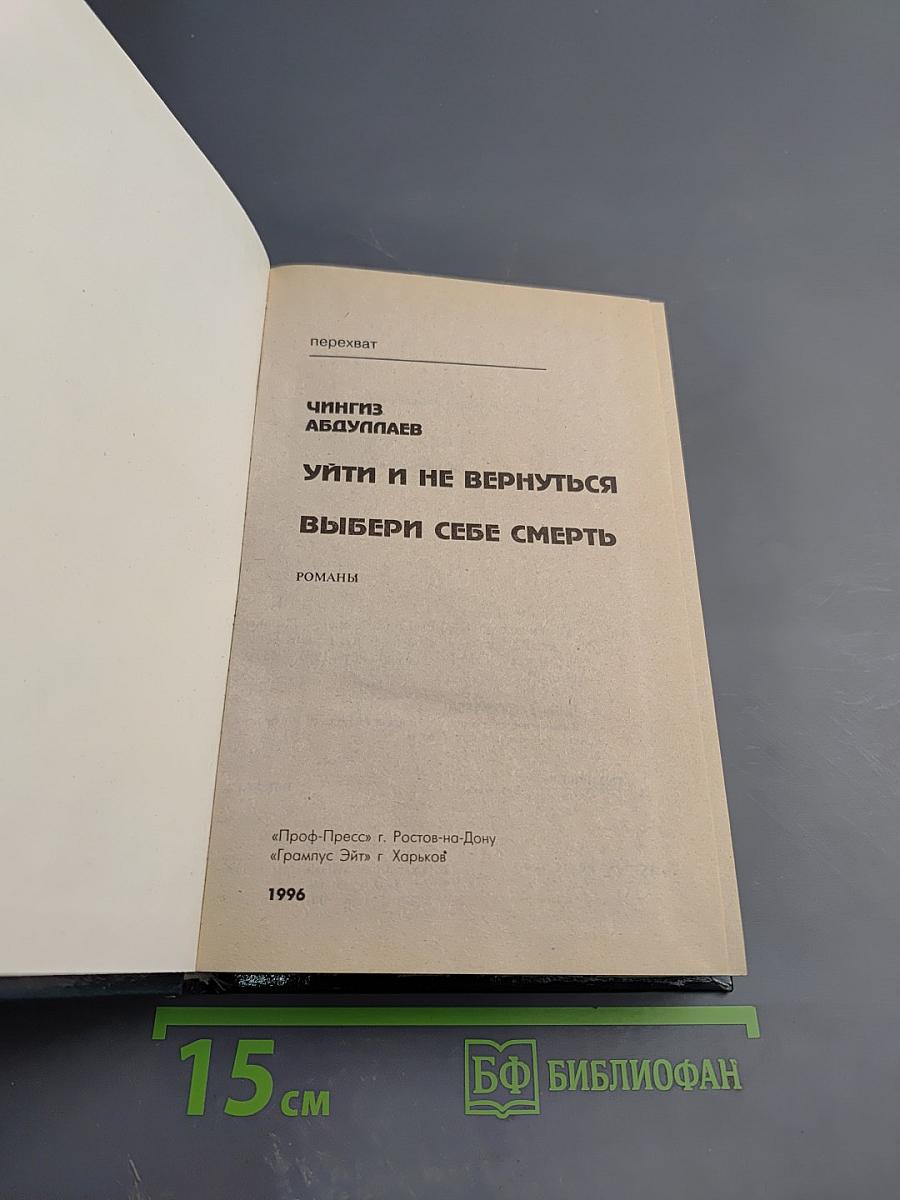 перехват
ЧИНГИЗ
АБДУЛЛАЕВ
УЙТИ И НЕ ВЕРНУТЬСЯ
ВЫБЕРИ СЕБЕ СМЕРТЬ
РОМАНЫ
«Проф-Пресс» г. Ростов-на-Дону
«Грампус Эйт» г Харьков
1996
15 см
БФ БИБЛИОФАН